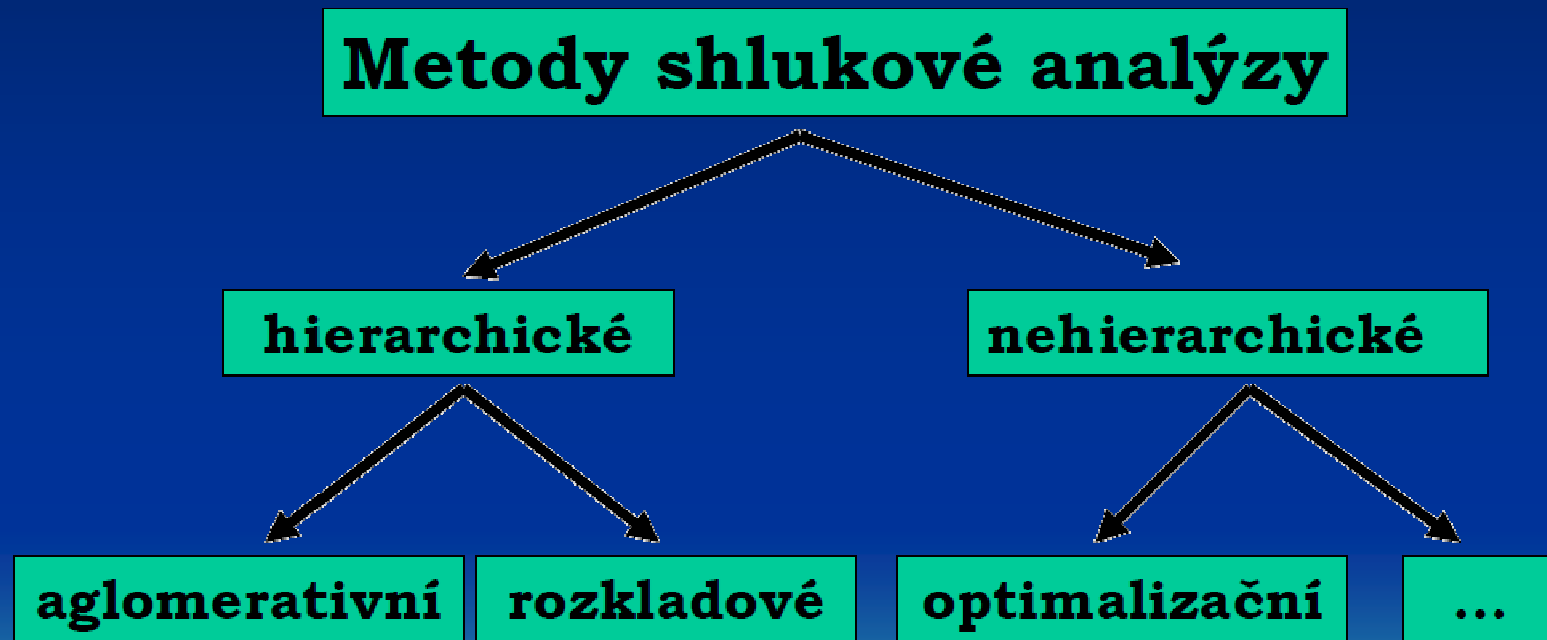 Metody shlukové analýzy
hierarchické
nehierarchické
aglomerativní
rozkladové
optimalizační
...